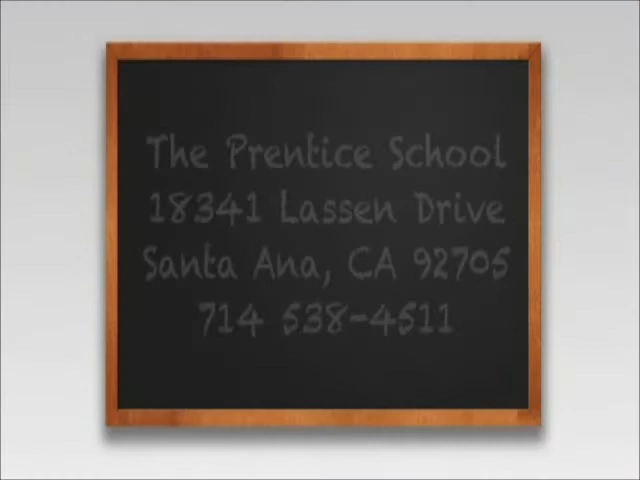 The Prentice School
18341 Lassen Drive
Santa Ana, CA 92705
714 538-4511